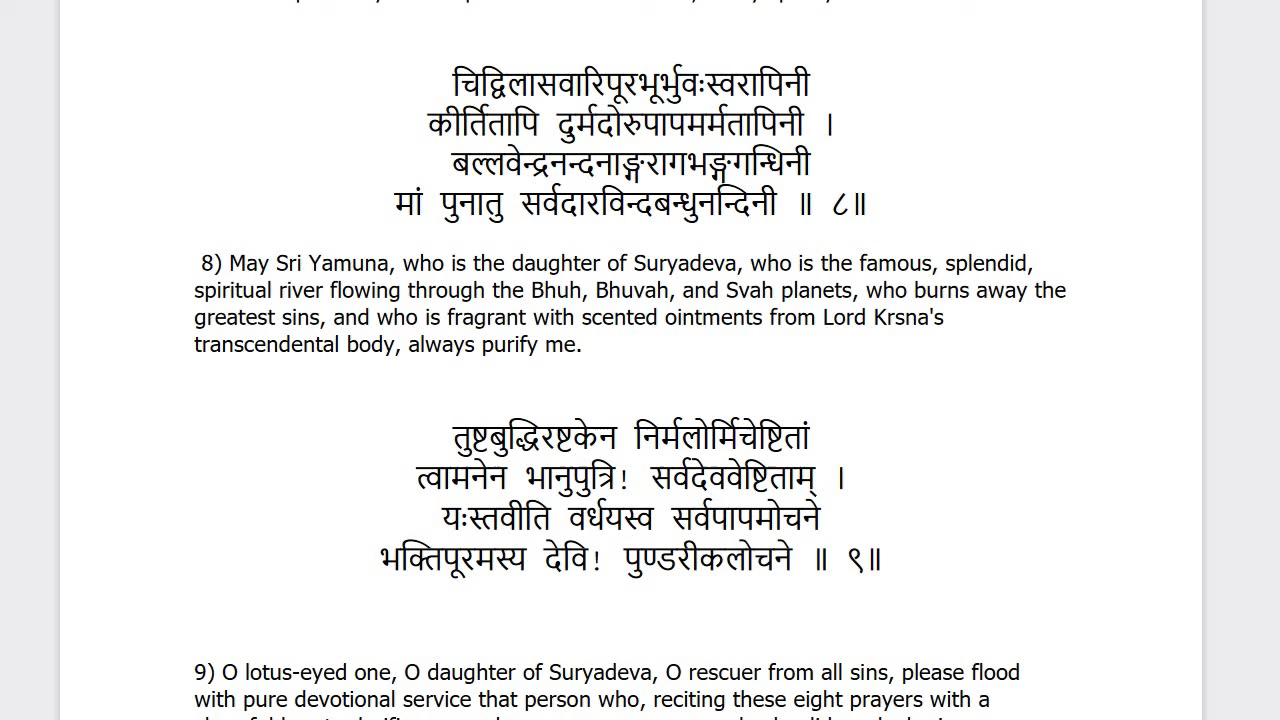 चिद्विलासवारिपूरभूर्भुवःस्वरापिनी
कीर्तितापि दुर्मदोरुपापमर्मतापिनी ।
बल्लवेन्द्रनन्दनाङ्गरागभङ्गगन्धिनी
मां पुनातु सर्वदारविन्दबन्धुनन्दिनी ॥ ८॥
8) May Sri Yamuna, who is the daughter of Suryadeva, who is the famous, splendid,
spiritual river flowing through the Bhuh, Bhuvah, and Svah planets, who burns away the
greatest sins, and who is fragrant with scented ointments from Lord Krsna's
transcendental body, always purify me.
तुष्टबुद्धिरष्टकेन निर्मलोर्मिचेष्टितां
त्वामनेन भानुपुत्रि! सर्वदेववेष्टिताम् ।
यःस्तवीति वर्धयस्व सर्वपापमोचने
भक्तिपूरमस्य देवि! पुण्डरीकलोचने ॥ ९॥
9) O lotus-eyed one, O daughter of Suryadeva, O rescuer from all sins, please flood
with pure devotional service that person who, reciting these eight prayers with a